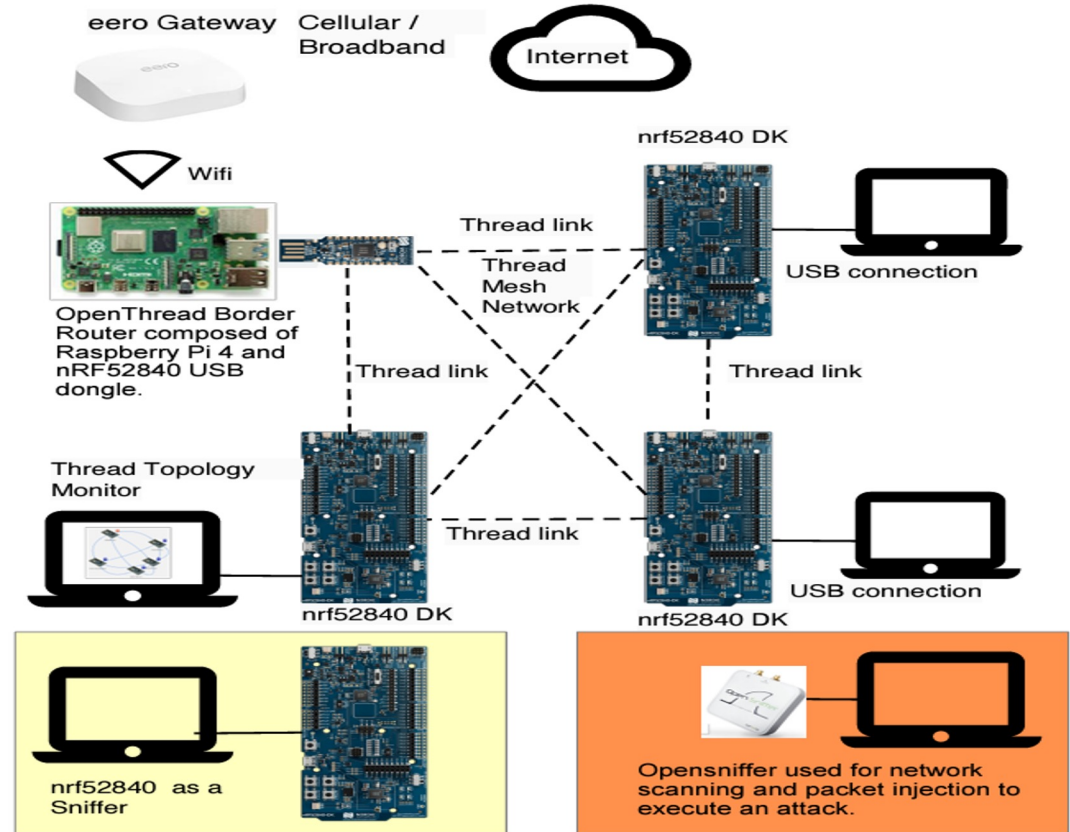 eero Gateway
Cellular /
Broadband
Internet
eero
Wifi
nrf52840 DK
Thread link
Thread
Mesh
Network
USB connection
OpenThread Border
Router composed of
Raspberry Pi 4 and
nRF52840 USB
dongle.
Thread link
Thread link
Thread Topology
Monitor
Thread link
USB connection
nrf52840 DK
nrf52840 DK
nrf52840 as a
Sniffer
Opensniffer used for network
scanning and packet injection to
execute an attack.